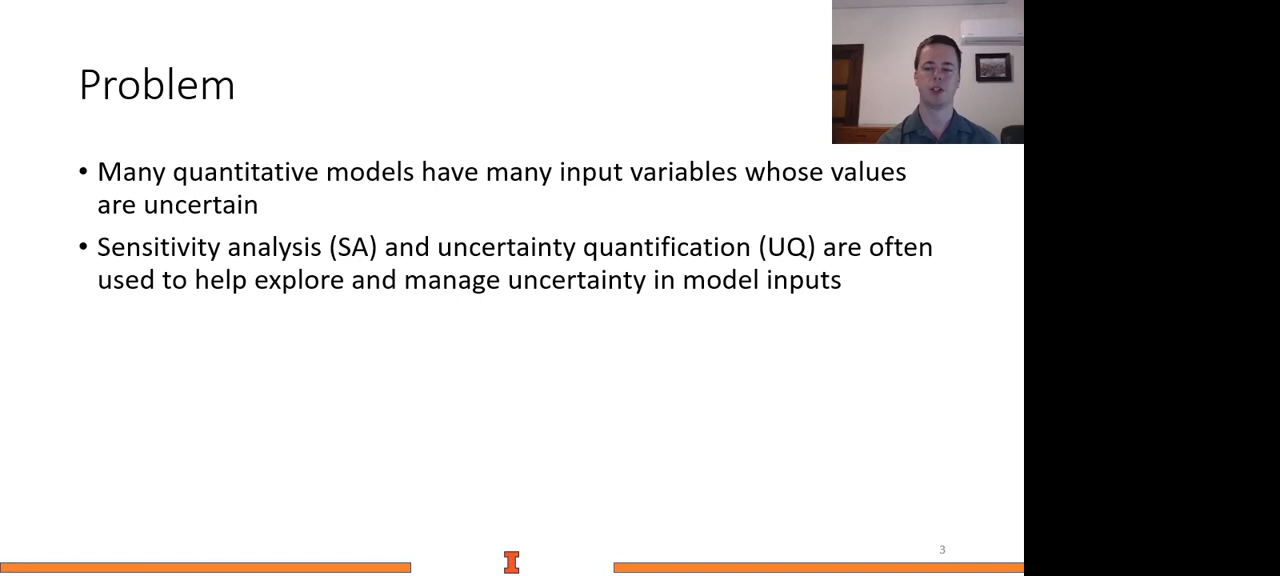 Problem
• Many quantitative models have many input variables whose values
are uncertain
• Sensitivity analysis (SA) and uncertainty quantification (UQ) are often
used to help explore and manage uncertainty in model inputs
3
I